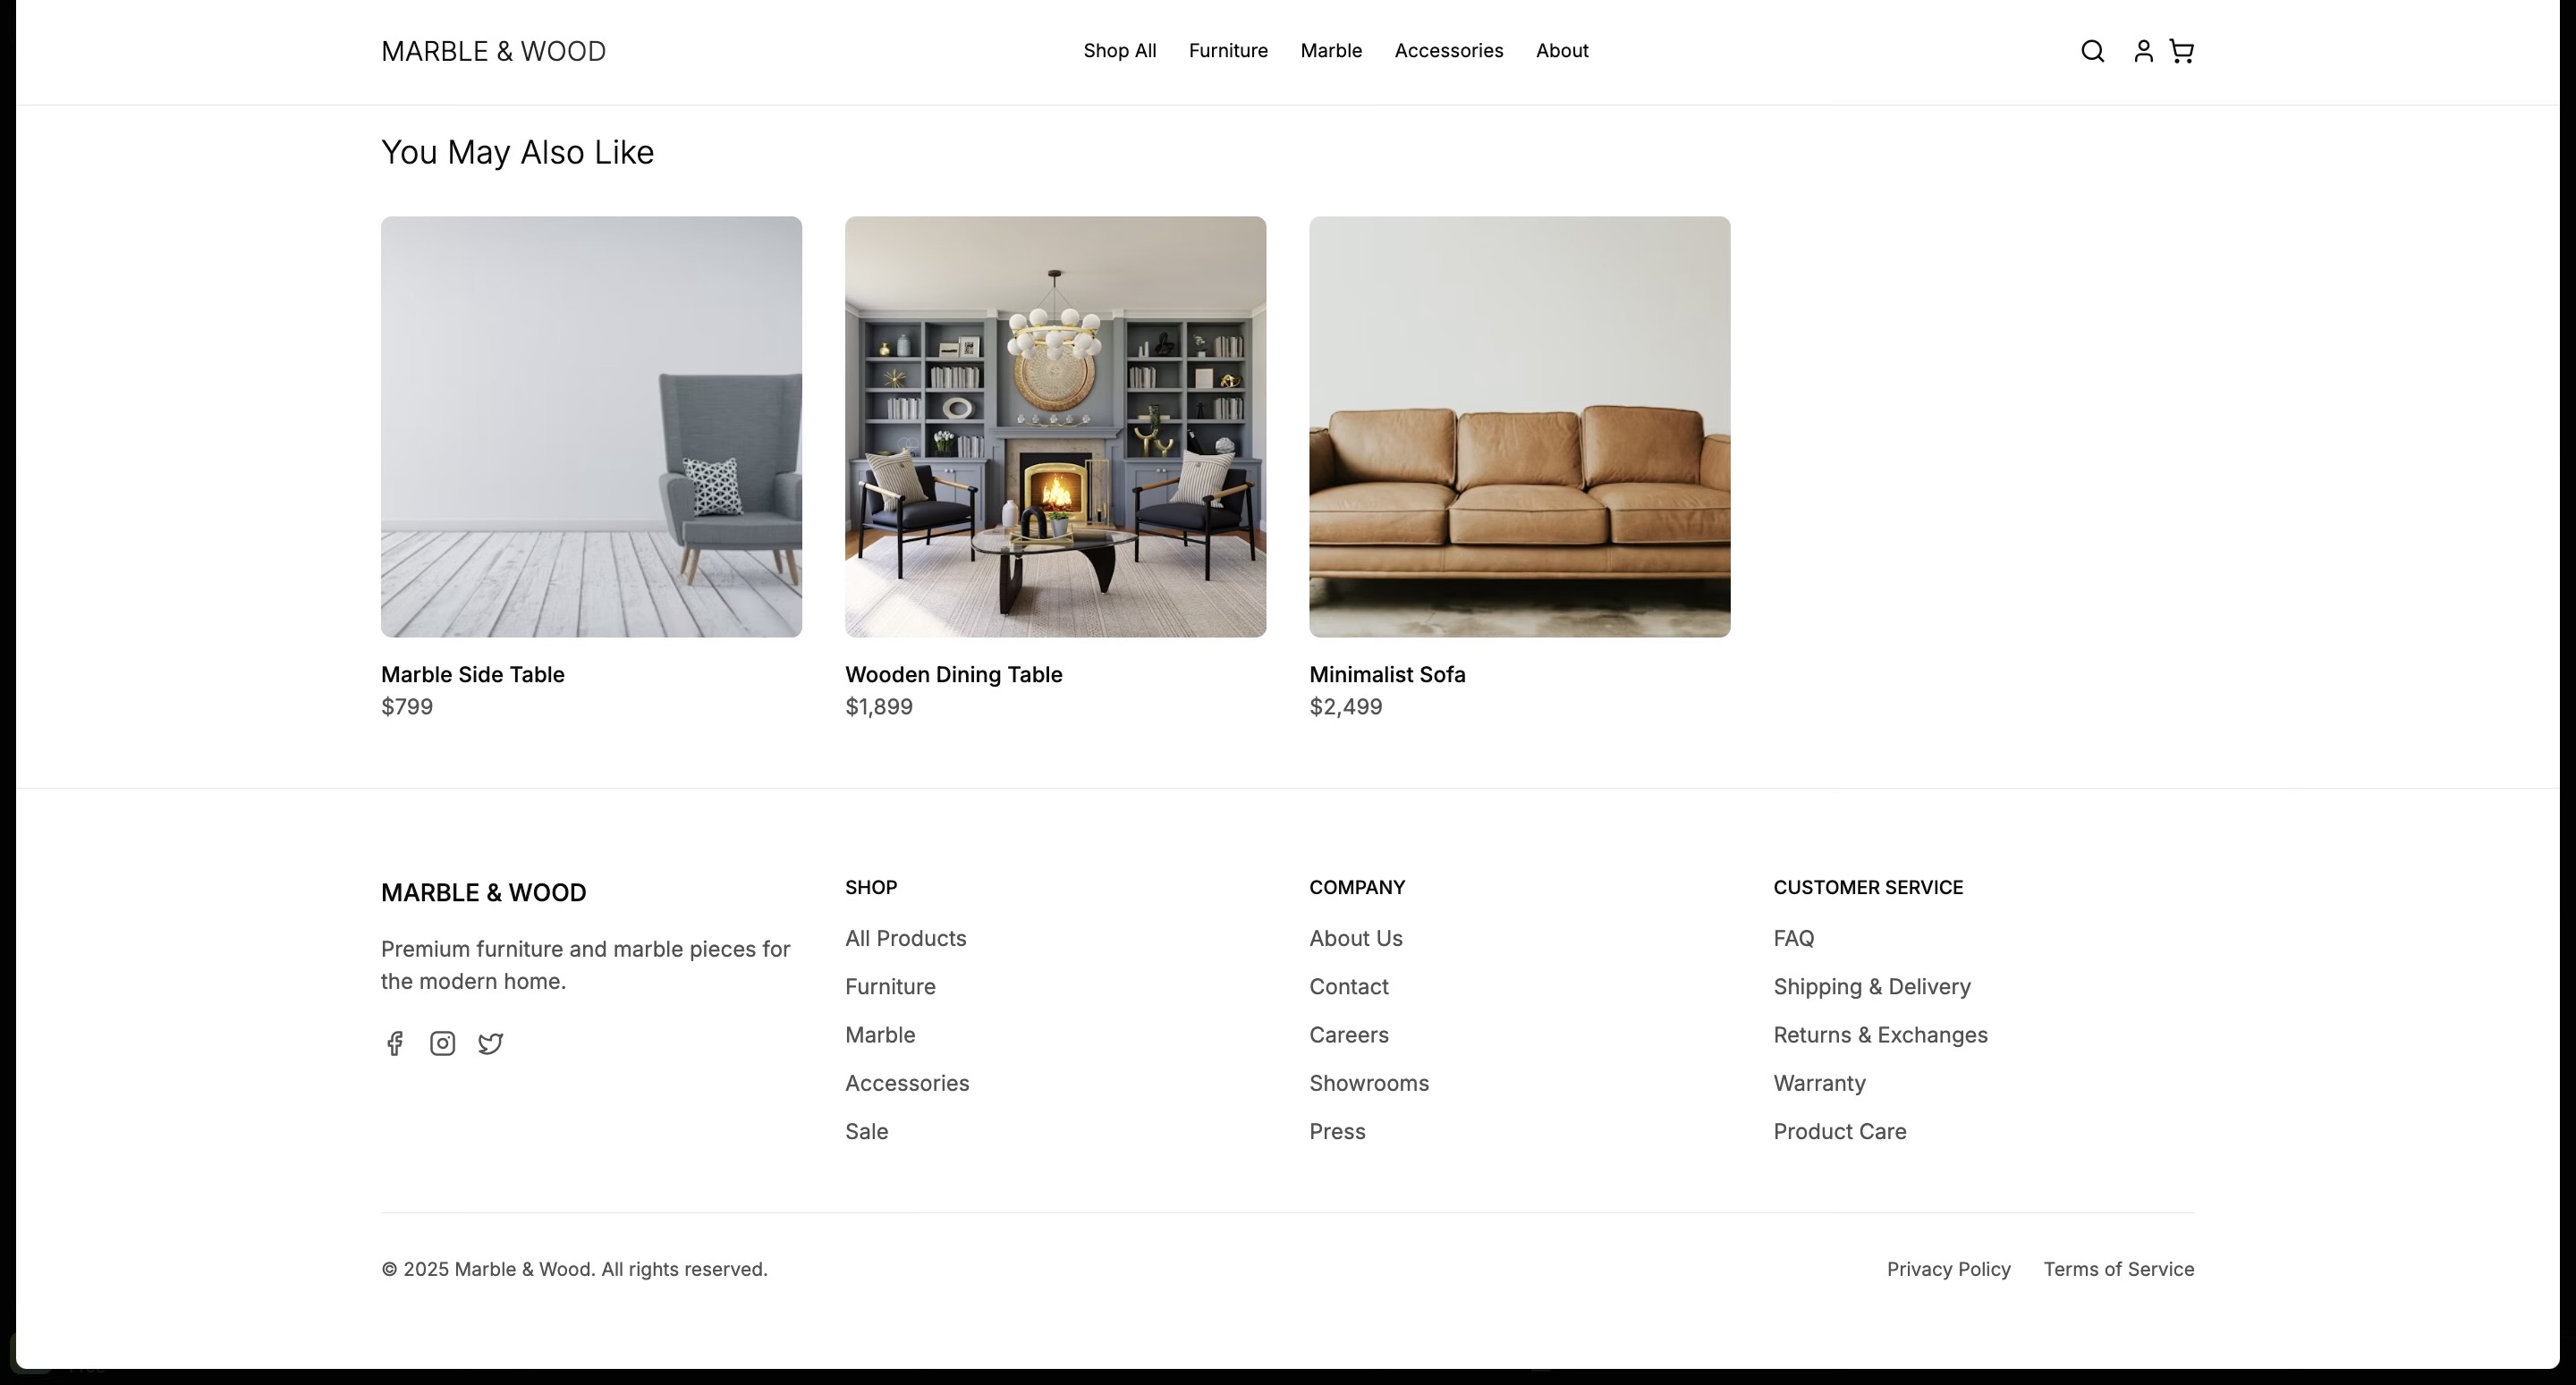 MARBLE & WOOD
Shop All
Furniture
Marble
Accessories
About
You May Also Like
Marble Side Table
$799
Wooden Dining Table
$1,899
Minimalist Sofa
$2,499
MARBLE & WOOD
Premium furniture and marble pieces for
the modern home.
SHOP
All Products
Furniture
Marble
Accessories
Sale
COMPANY
About Us
Contact
Careers
Showrooms
Press
CUSTOMER SERVICE
FAQ
Shipping & Delivery
Returns & Exchanges
Warranty
Product Care
© 2025 Marble & Wood. All rights reserved.
Privacy Policy
Terms of Service